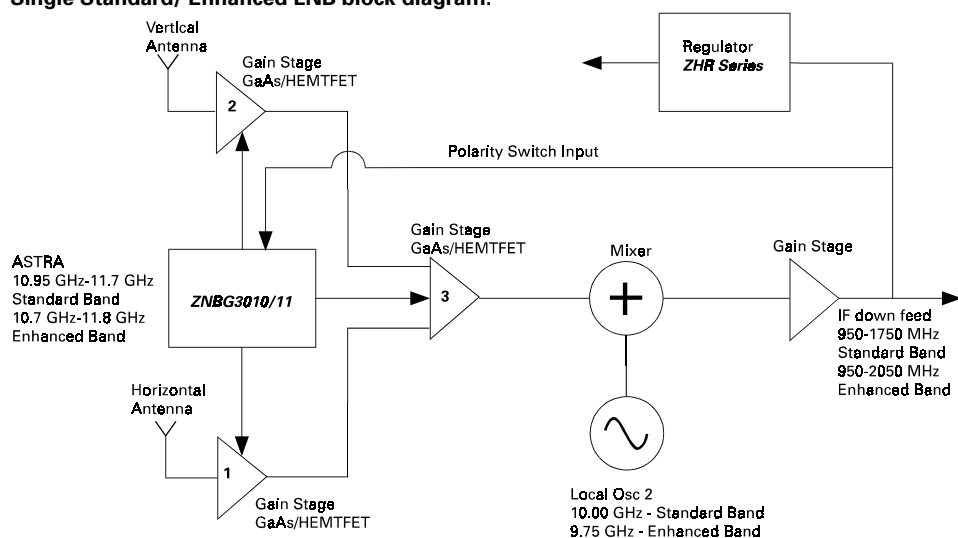 Single Standard/ Enhanced LNB block diagram.
Vertical
Antenna
Gain Stage
GaAs/HEMTFET
2
Regulator
ZHR Series
Polarity Switch Input
Gain Stage
GaAs/HEMTFET
3
Mixer
Gain Stage
ASTRA
10.95 GHz-11.7 GHz
Standard Band
10.7 GHz-11.8 GHz
Enhanced Band
ZNBG3010/11
IF down feed
950-1750 MHz
Standard Band
950-2050 MHz
Enhanced Band
Horizontal
Antenna
1
Gain Stage
GaAs/HEMTFET
Local Osc 2
10.00 GHz - Standard Band
9.75 GHz - Enhanced Band